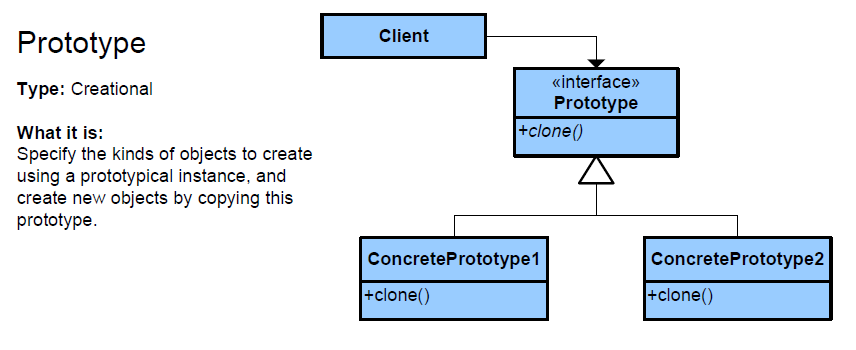 Prototype
Type: Creational
What it is:
Specify the kinds of objects to create
using a prototypical instance, and
create new objects by copying this
prototype.
Client
«interface»
Prototype
+clone()
ConcretePrototype1
+clone()
ConcretePrototype2
+clone()